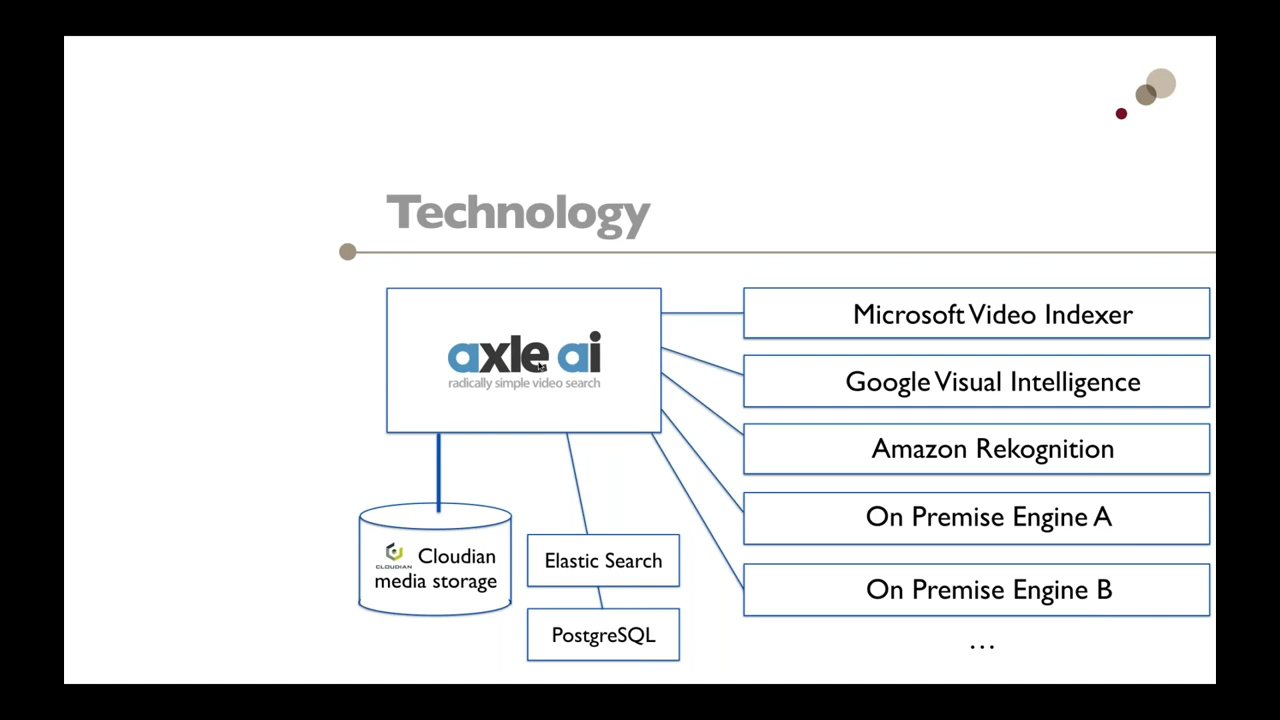 Technology
axle ai
radically simple video search
Microsoft Video Indexer
Google Visual Intelligence
Amazon Rekognition
On Premise Engine A
On Premise Engine B
...
CLOUDIAN
Cloudian
media storage
Elastic Search
PostgreSQL